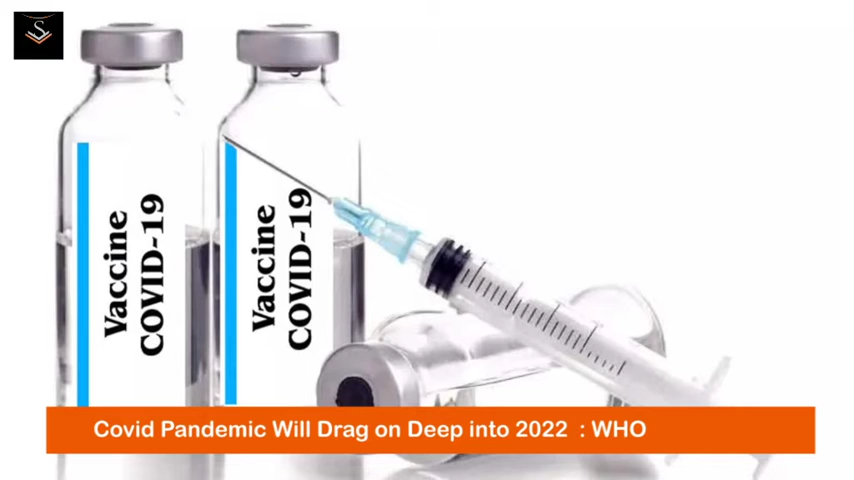 S
Vaccine
COVID-19
Vaccine
COVID-19
Covid Pandemic Will Drag on Deep into 2022 : WHO